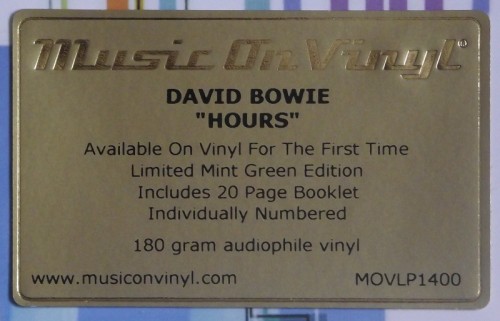 Music On Vinyl®
DAVID BOWIE
"HOURS"
Available On Vinyl For The First Time
Limited Mint Green Edition
Includes 20 Page Booklet
Individually Numbered
180 gram audiophile vinyl
www.musiconvinyl.com MOVLP1400